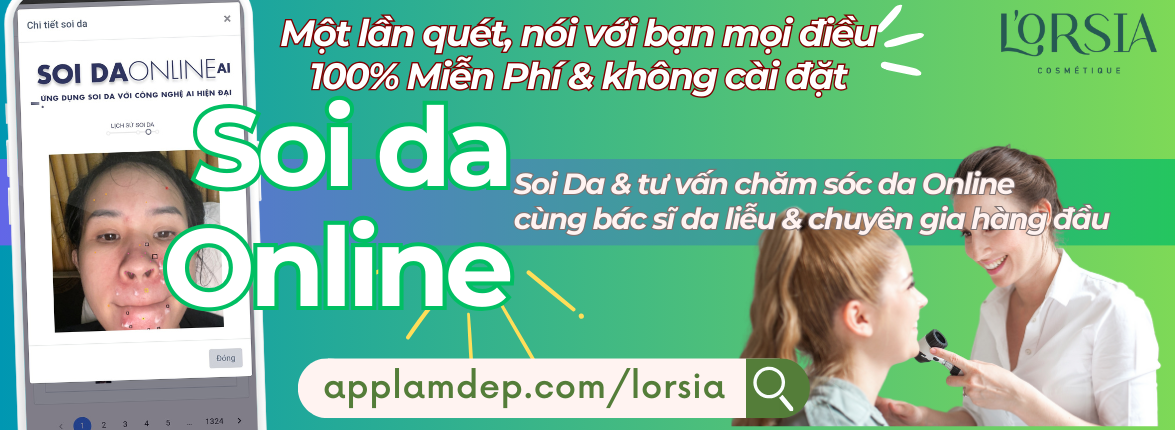 Chi tiết soi da
×
SOI DAONLINEAI
ỨNG DỤNG SOI DA VỚI CÔNG NGHỆ AI HIỆN ĐẠI
LỊCH SỬ SOI DA
Đóng
1 2 3 4 5 ... 1324
Một lần quét, nói với bạn mọi điều
100% Miễn Phí & không cài đặt
Soi da
Online
L'ORSIA
COSMÉTIQUE
Soi Da & tư vấn chăm sóc da Online
cùng bác sĩ da liễu & chuyên gia hàng đầu
applamdep.com/lorsia